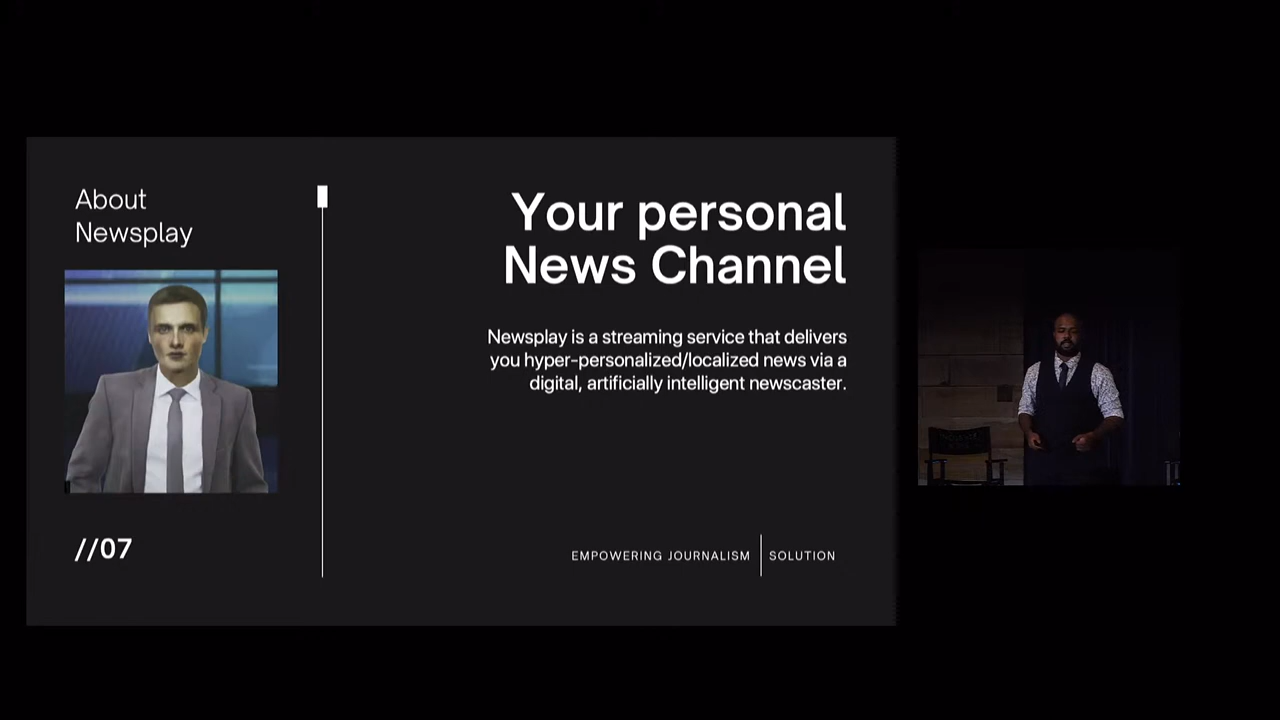 About
Newsplay
//07
Your personal
News Channel
Newsplay is a streaming service that delivers
you hyper-personalized/localized news via a
digital, artificially intelligent newscaster.
EMPOWERING JOURNALISM
SOLUTION